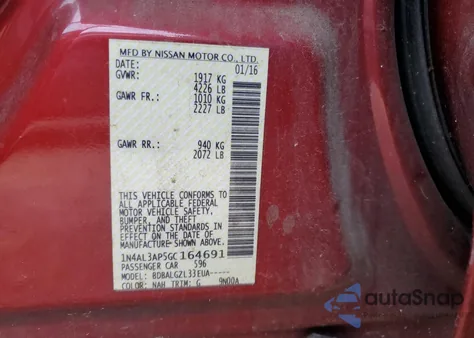 MFD BY NISSAN MOTOR CO., LTD.
DATE: 01/16
GVWR: 1917 KG
4226 LB
GAWR FR.: 1010 KG
2227 LB
GAWR RR.: 940 KG
2072 LB
THIS VEHICLE CONFORMS TO
ALL APPLICABLE FEDERAL
MOTOR VEHICLE SAFETY,
BUMPER, AND THEFT
PREVENTION STANDARDS
IN EFFECT ON THE DATE OF
MANUFACTURE SHOWN ABOVE.
1N4AL3AP5GC164691
PASSENGER CAR 596
MODEL: BDBALGZL33EUA-----
COLOR: NAH TRIM: G 9N00A
autoSnap